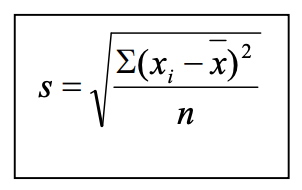 s = √(Σ(xᵢ − x̄)² / n)